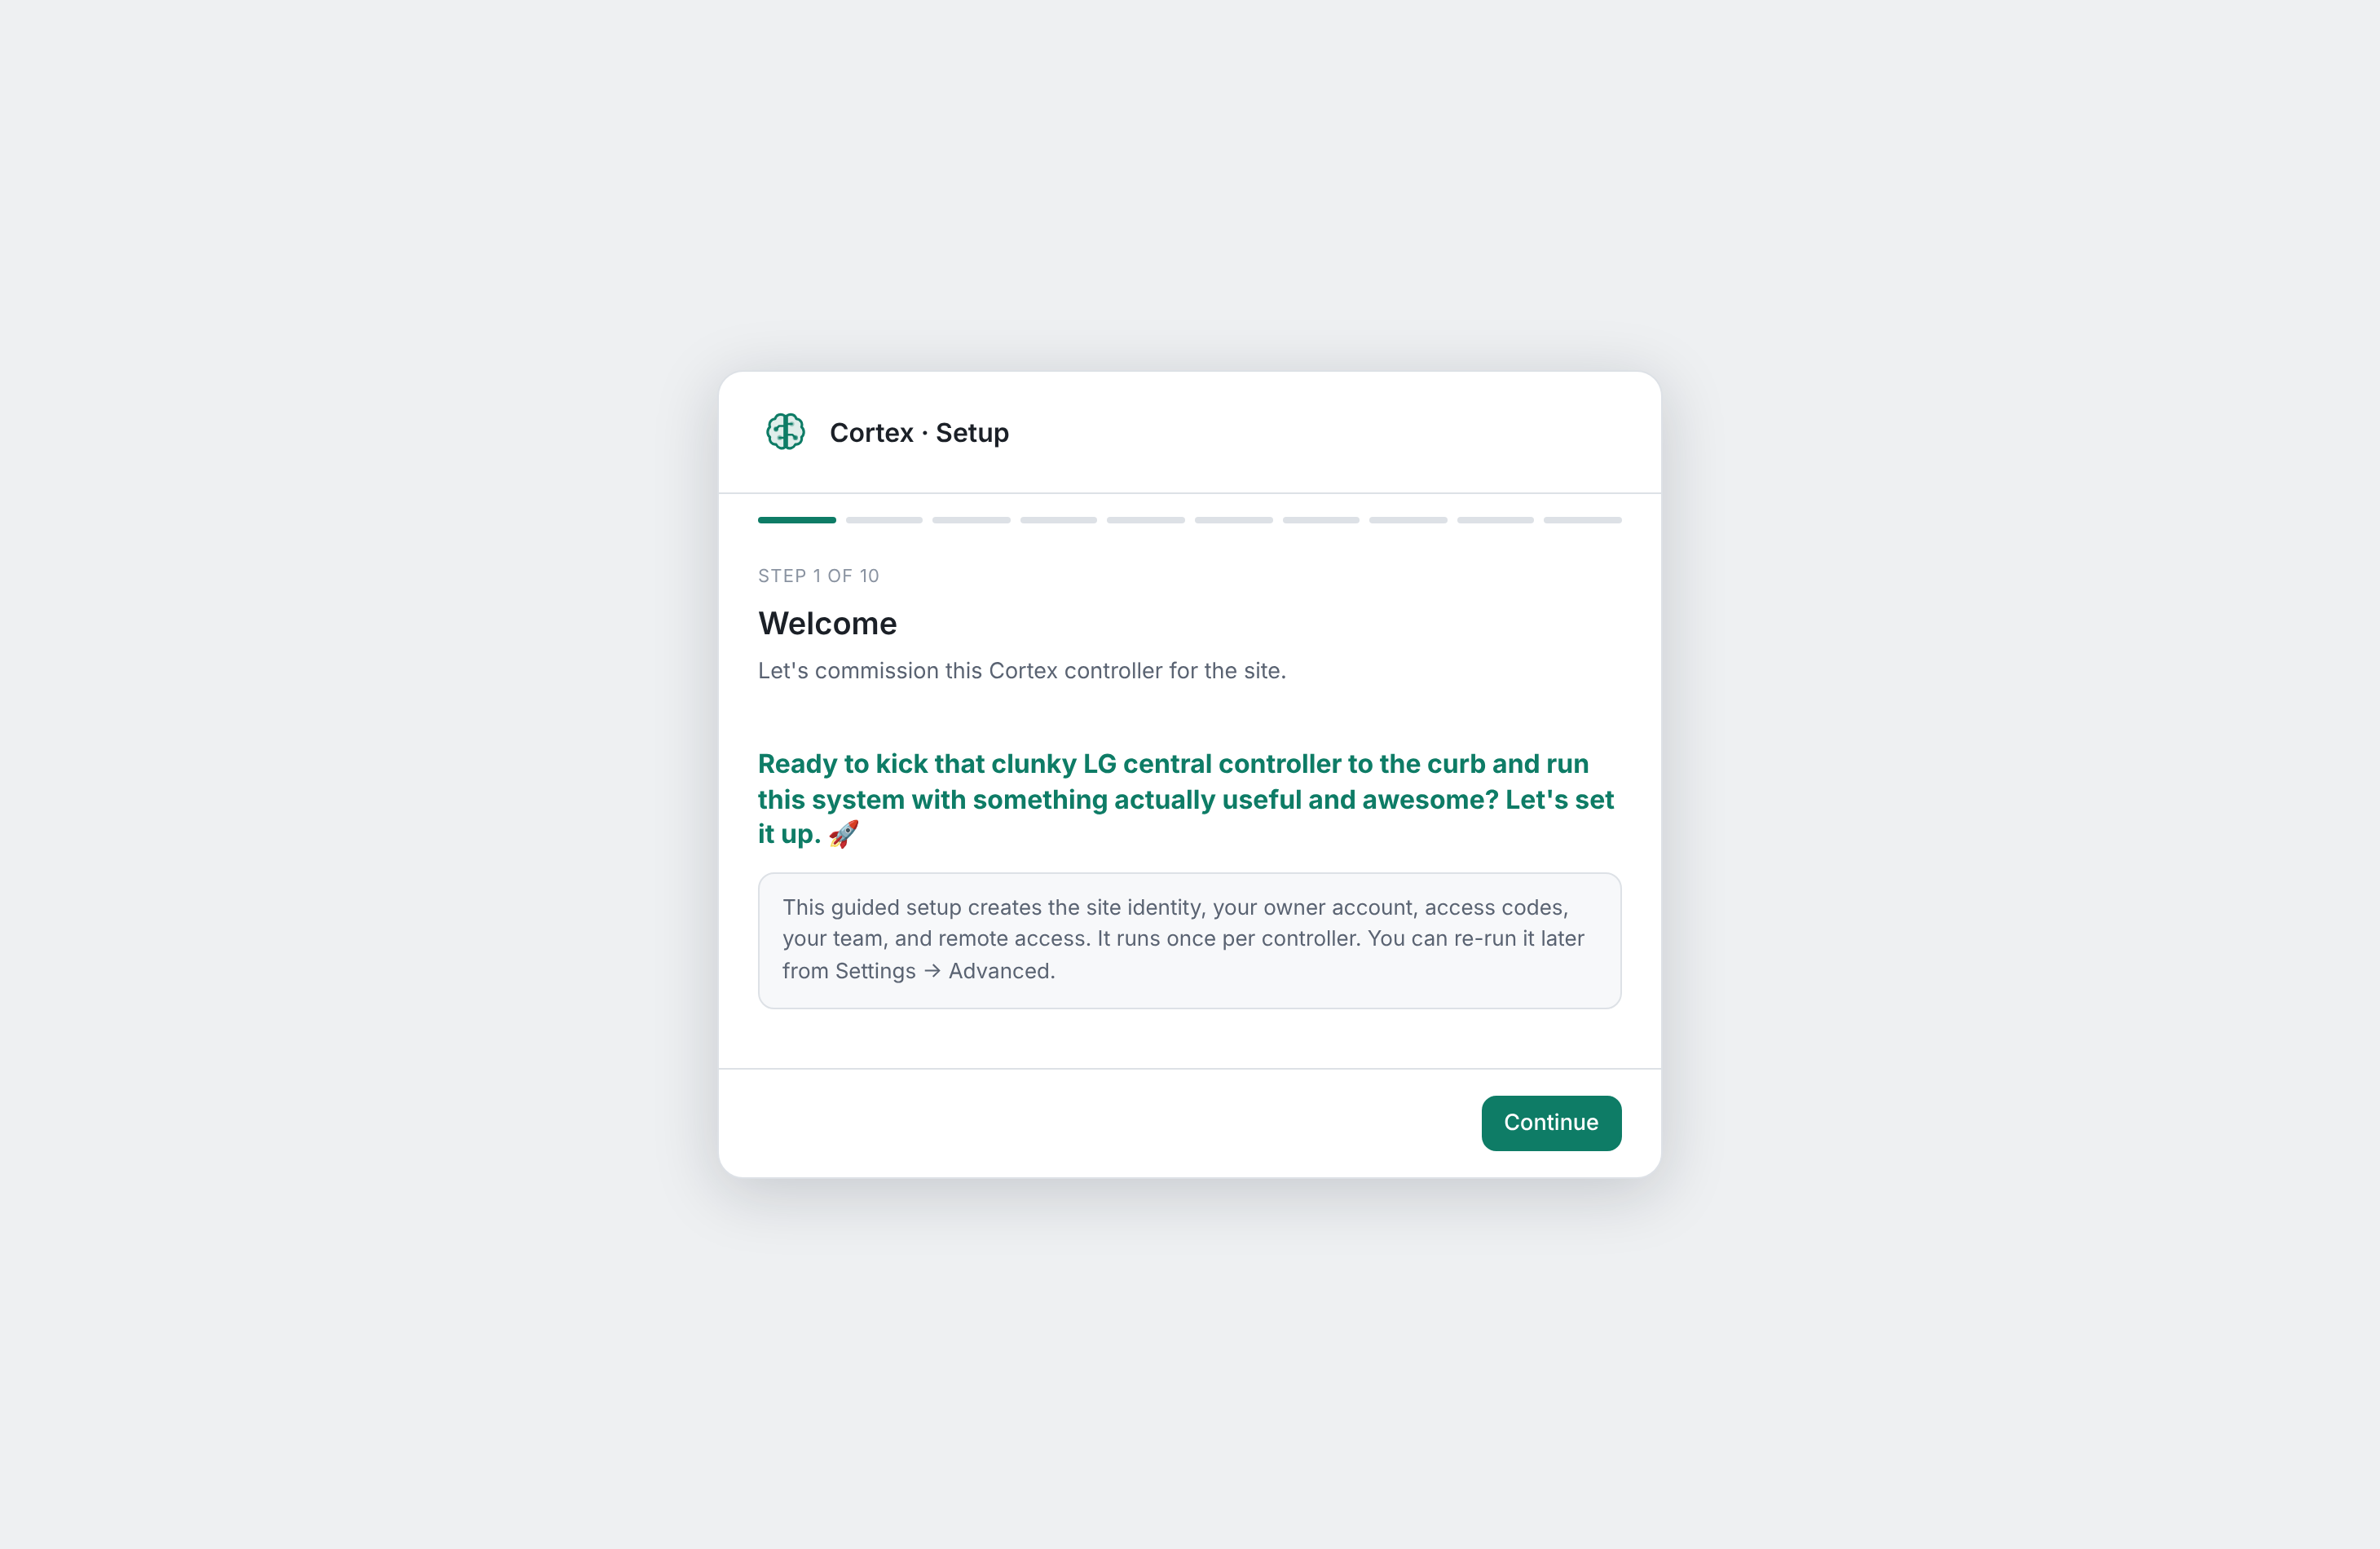 Cortex · Setup
STEP 1 OF 10
Welcome
Let's commission this Cortex controller for the site.
Ready to kick that clunky LG central controller to the curb and run
this system with something actually useful and awesome? Let's set
it up. 🚀
This guided setup creates the site identity, your owner account, access codes,
your team, and remote access. It runs once per controller. You can re-run it later
from Settings → Advanced.
Continue